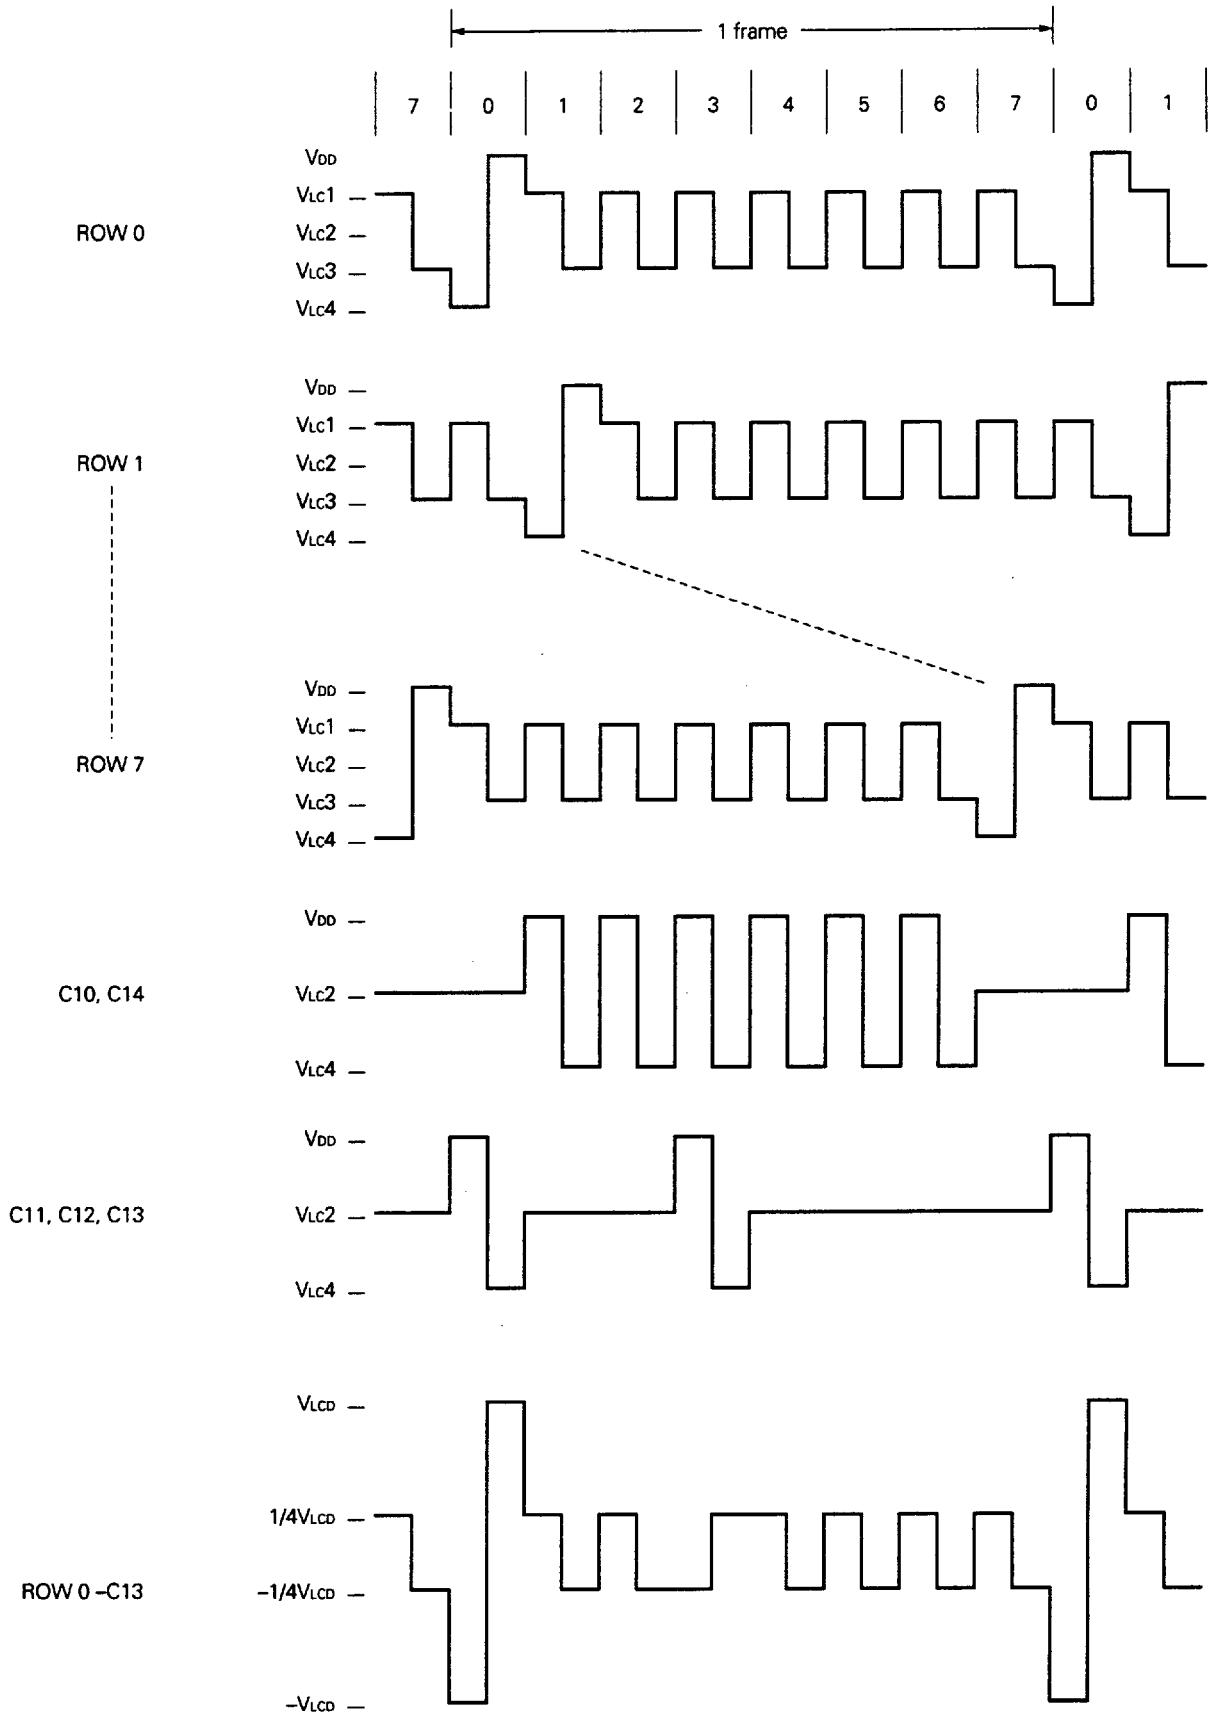 1 frame
7 0 1 2 3 4 5 6 7 0 1
VDD
VLC1
ROW 0
VLC2
VLC3
VLC4
VDD
VLC1
ROW 1
VLC2
VLC3
VLC4
VDD
VLC1
ROW 7
VLC2
VLC3
VLC4
VDD
C10, C14
VLC2
VLC4
VDD
C11, C12, C13
VLC2
VLC4
VLCD
1/4VLCD
ROW 0 –C13
–1/4VLCD
–VLCD